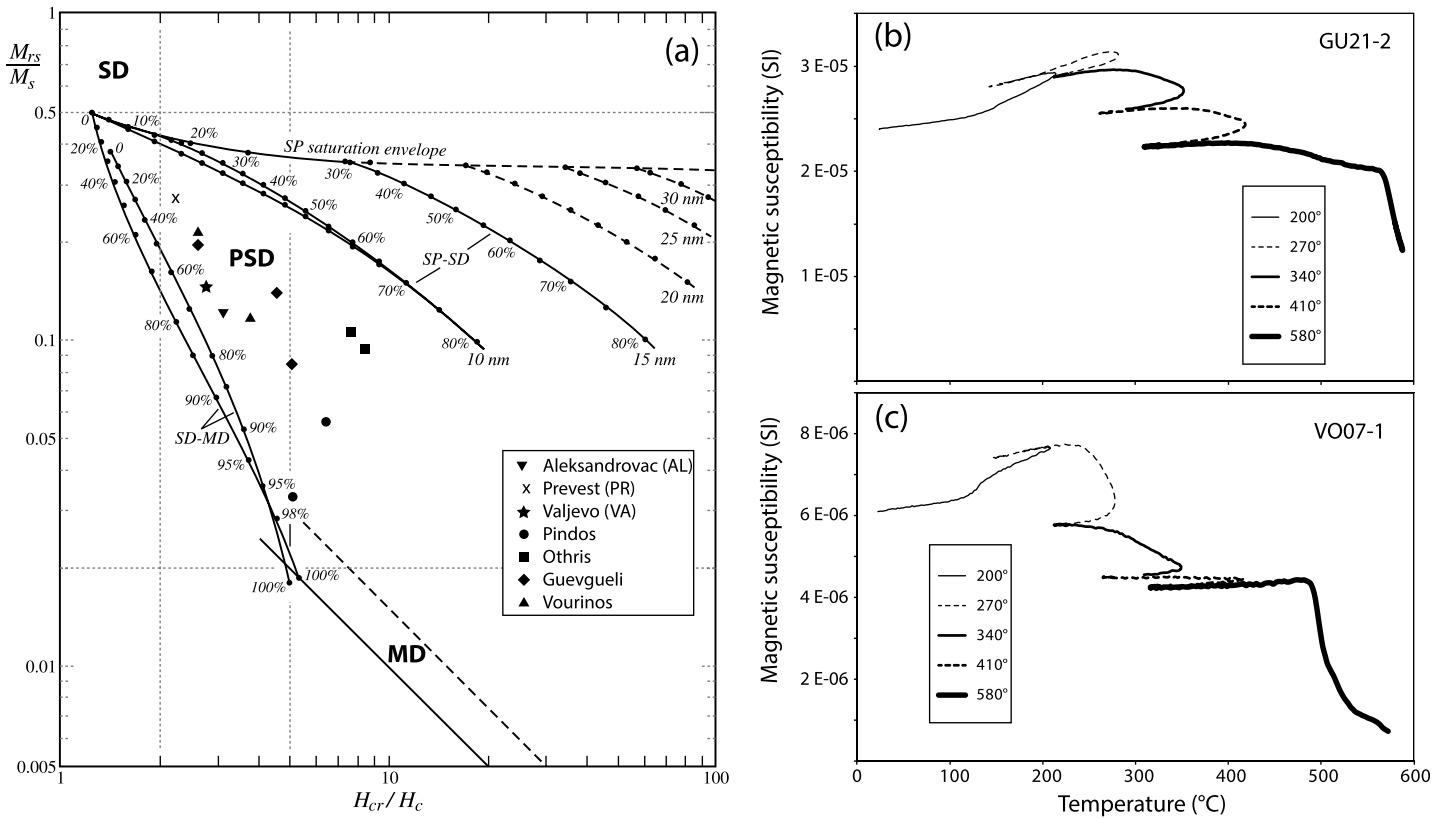 (a)
1
Mrs
Ms
SD
0.5
0
10%
20%
SP saturation envelope
20%
0
30%
30%
40%
20%
40%
40%
30 nm
40%
50%
50%
25 nm
60%
PSD
60%
SP-SD
60%
60%
70%
70%
20 nm
80%
0.1
80%
80%
10 nm
80%
15 nm
90%
SD-MD
90%
0.05
95%
95%
98%
100%
100%
Aleksandrovac (AL)
x Prevest (PR)
Valjevo (VA)
Pindos
Othris
Guevgueli
Vourinos
MD
0.01
0.005
1
10
100
Hcr / Hc
(b)
GU21-2
Magnetic susceptibility (SI)
3 E-05
2 E-05
1 E-05
200°
270°
340°
410°
580°
(c)
VO07-1
Magnetic susceptibility (SI)
8 E-06
6 E-06
4 E-06
2 E-06
200°
270°
340°
410°
580°
0
100
200
300
400
500
600
Temperature (°C)